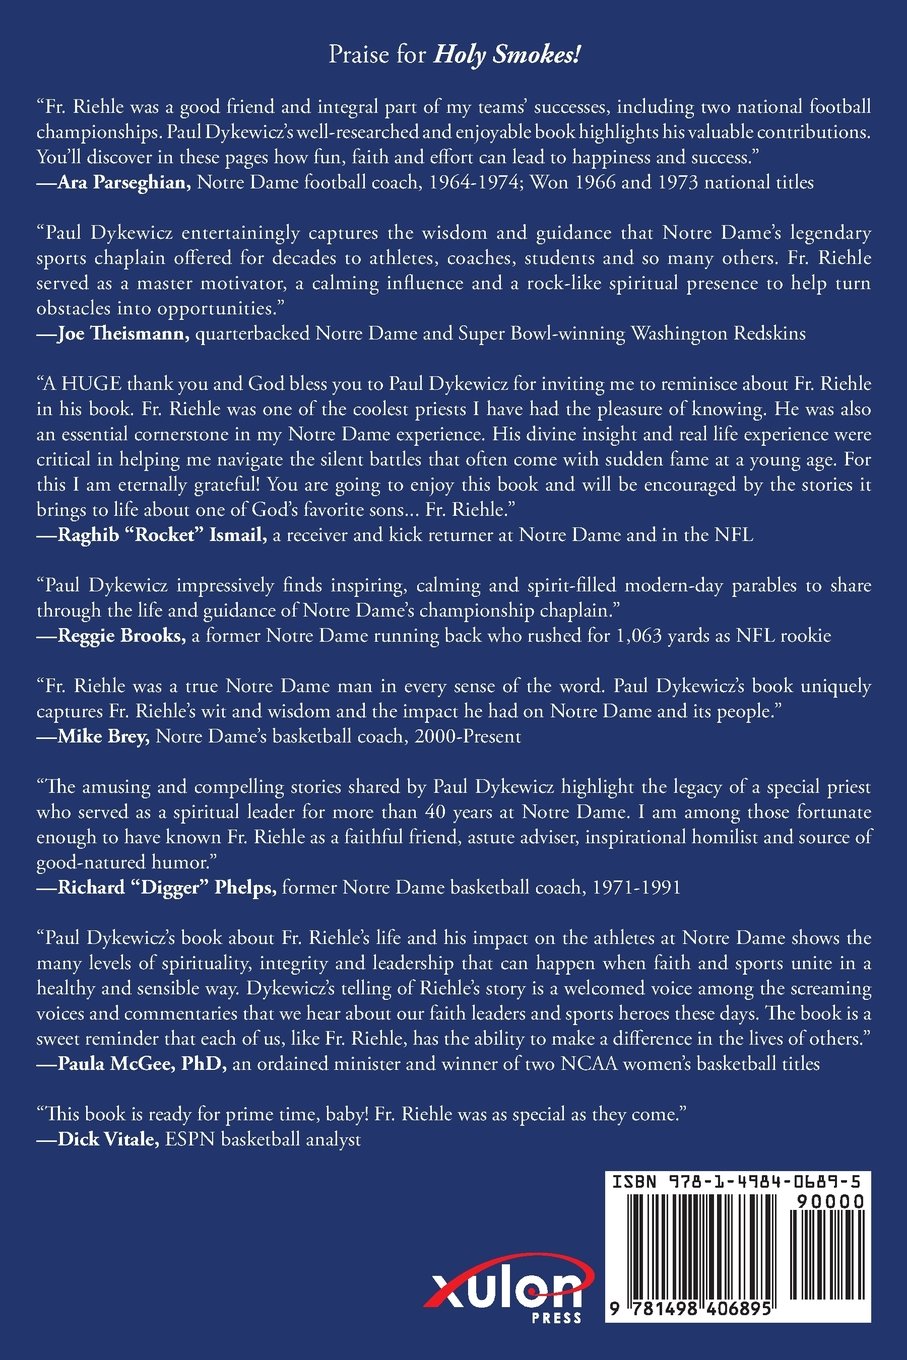 Praise for Holy Smokes!
“Fr. Riehle was a good friend and integral part of my teams’ successes, including two national football
championships. Paul Dykewicz’s well-researched and enjoyable book highlights his valuable contributions.
You’ll discover in these pages how fun, faith and effort can lead to happiness and success.”
—Ara Parseghian, Notre Dame football coach, 1964-1974; Won 1966 and 1973 national titles
“Paul Dykewicz entertainingly captures the wisdom and guidance that Notre Dame’s legendary
sports chaplain offered for decades to athletes, coaches, students and so many others. Fr. Riehle
served as a master motivator, a calming influence and a rock-like spiritual presence to help turn
obstacles into opportunities.”
—Joe Theismann, quarterbacked Notre Dame and Super Bowl-winning Washington Redskins
“A HUGE thank you and God bless you to Paul Dykewicz for inviting me to reminisce about Fr. Riehle
in his book. Fr. Riehle was one of the coolest priests I have had the pleasure of knowing. He was also
an essential cornerstone in my Notre Dame experience. His divine insight and real life experience were
critical in helping me navigate the silent battles that often come with sudden fame at a young age. For
this I am eternally grateful! You are going to enjoy this book and will be encouraged by the stories it
brings to life about one of God’s favorite sons... Fr. Riehle.”
—Raghib “Rocket” Ismail, a receiver and kick returner at Notre Dame and in the NFL
“Paul Dykewicz impressively finds inspiring, calming and spirit-filled modern-day parables to share
through the life and guidance of Notre Dame’s championship chaplain.”
—Reggie Brooks, a former Notre Dame running back who rushed for 1,063 yards as NFL rookie
“Fr. Riehle was a true Notre Dame man in every sense of the word. Paul Dykewicz’s book uniquely
captures Fr. Riehle’s wit and wisdom and the impact he had on Notre Dame and its people.”
—Mike Brey, Notre Dame’s basketball coach, 2000-Present
“The amusing and compelling stories shared by Paul Dykewicz highlight the legacy of a special priest
who served as a spiritual leader for more than 40 years at Notre Dame. I am among those fortunate
enough to have known Fr. Riehle as a faithful friend, astute adviser, inspirational homilist and source of
good-natured humor.”
—Richard “Digger” Phelps, former Notre Dame basketball coach, 1971-1991
“Paul Dykewicz’s book about Fr. Riehle’s life and his impact on the athletes at Notre Dame shows the
many levels of spirituality, integrity and leadership that can happen when faith and sports unite in a
healthy and sensible way. Dykewicz’s telling of Riehle’s story is a welcomed voice among the screaming
voices and commentaries that we hear about our faith leaders and sports heroes these days. The book is a
sweet reminder that each of us, like Fr. Riehle, has the ability to make a difference in the lives of others.”
—Paula McGee, PhD, an ordained minister and winner of two NCAA women’s basketball titles
“This book is ready for prime time, baby! Fr. Riehle was as special as they come.”
—Dick Vitale, ESPN basketball analyst
ISBN 978-1-4984-0689-5
90000
xulon
PRESS
9 781498 406895